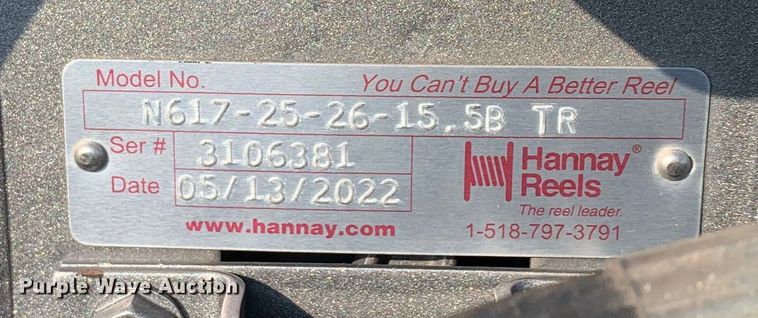 Model No. You Can't Buy A Better Reel
N617-25-26-15.5B TR
Ser # 3106381
Date 05/13/2022
Hannay®
Reels
The reel leader.
www.hannay.com 1-518-797-3791
Purple Wave Auction